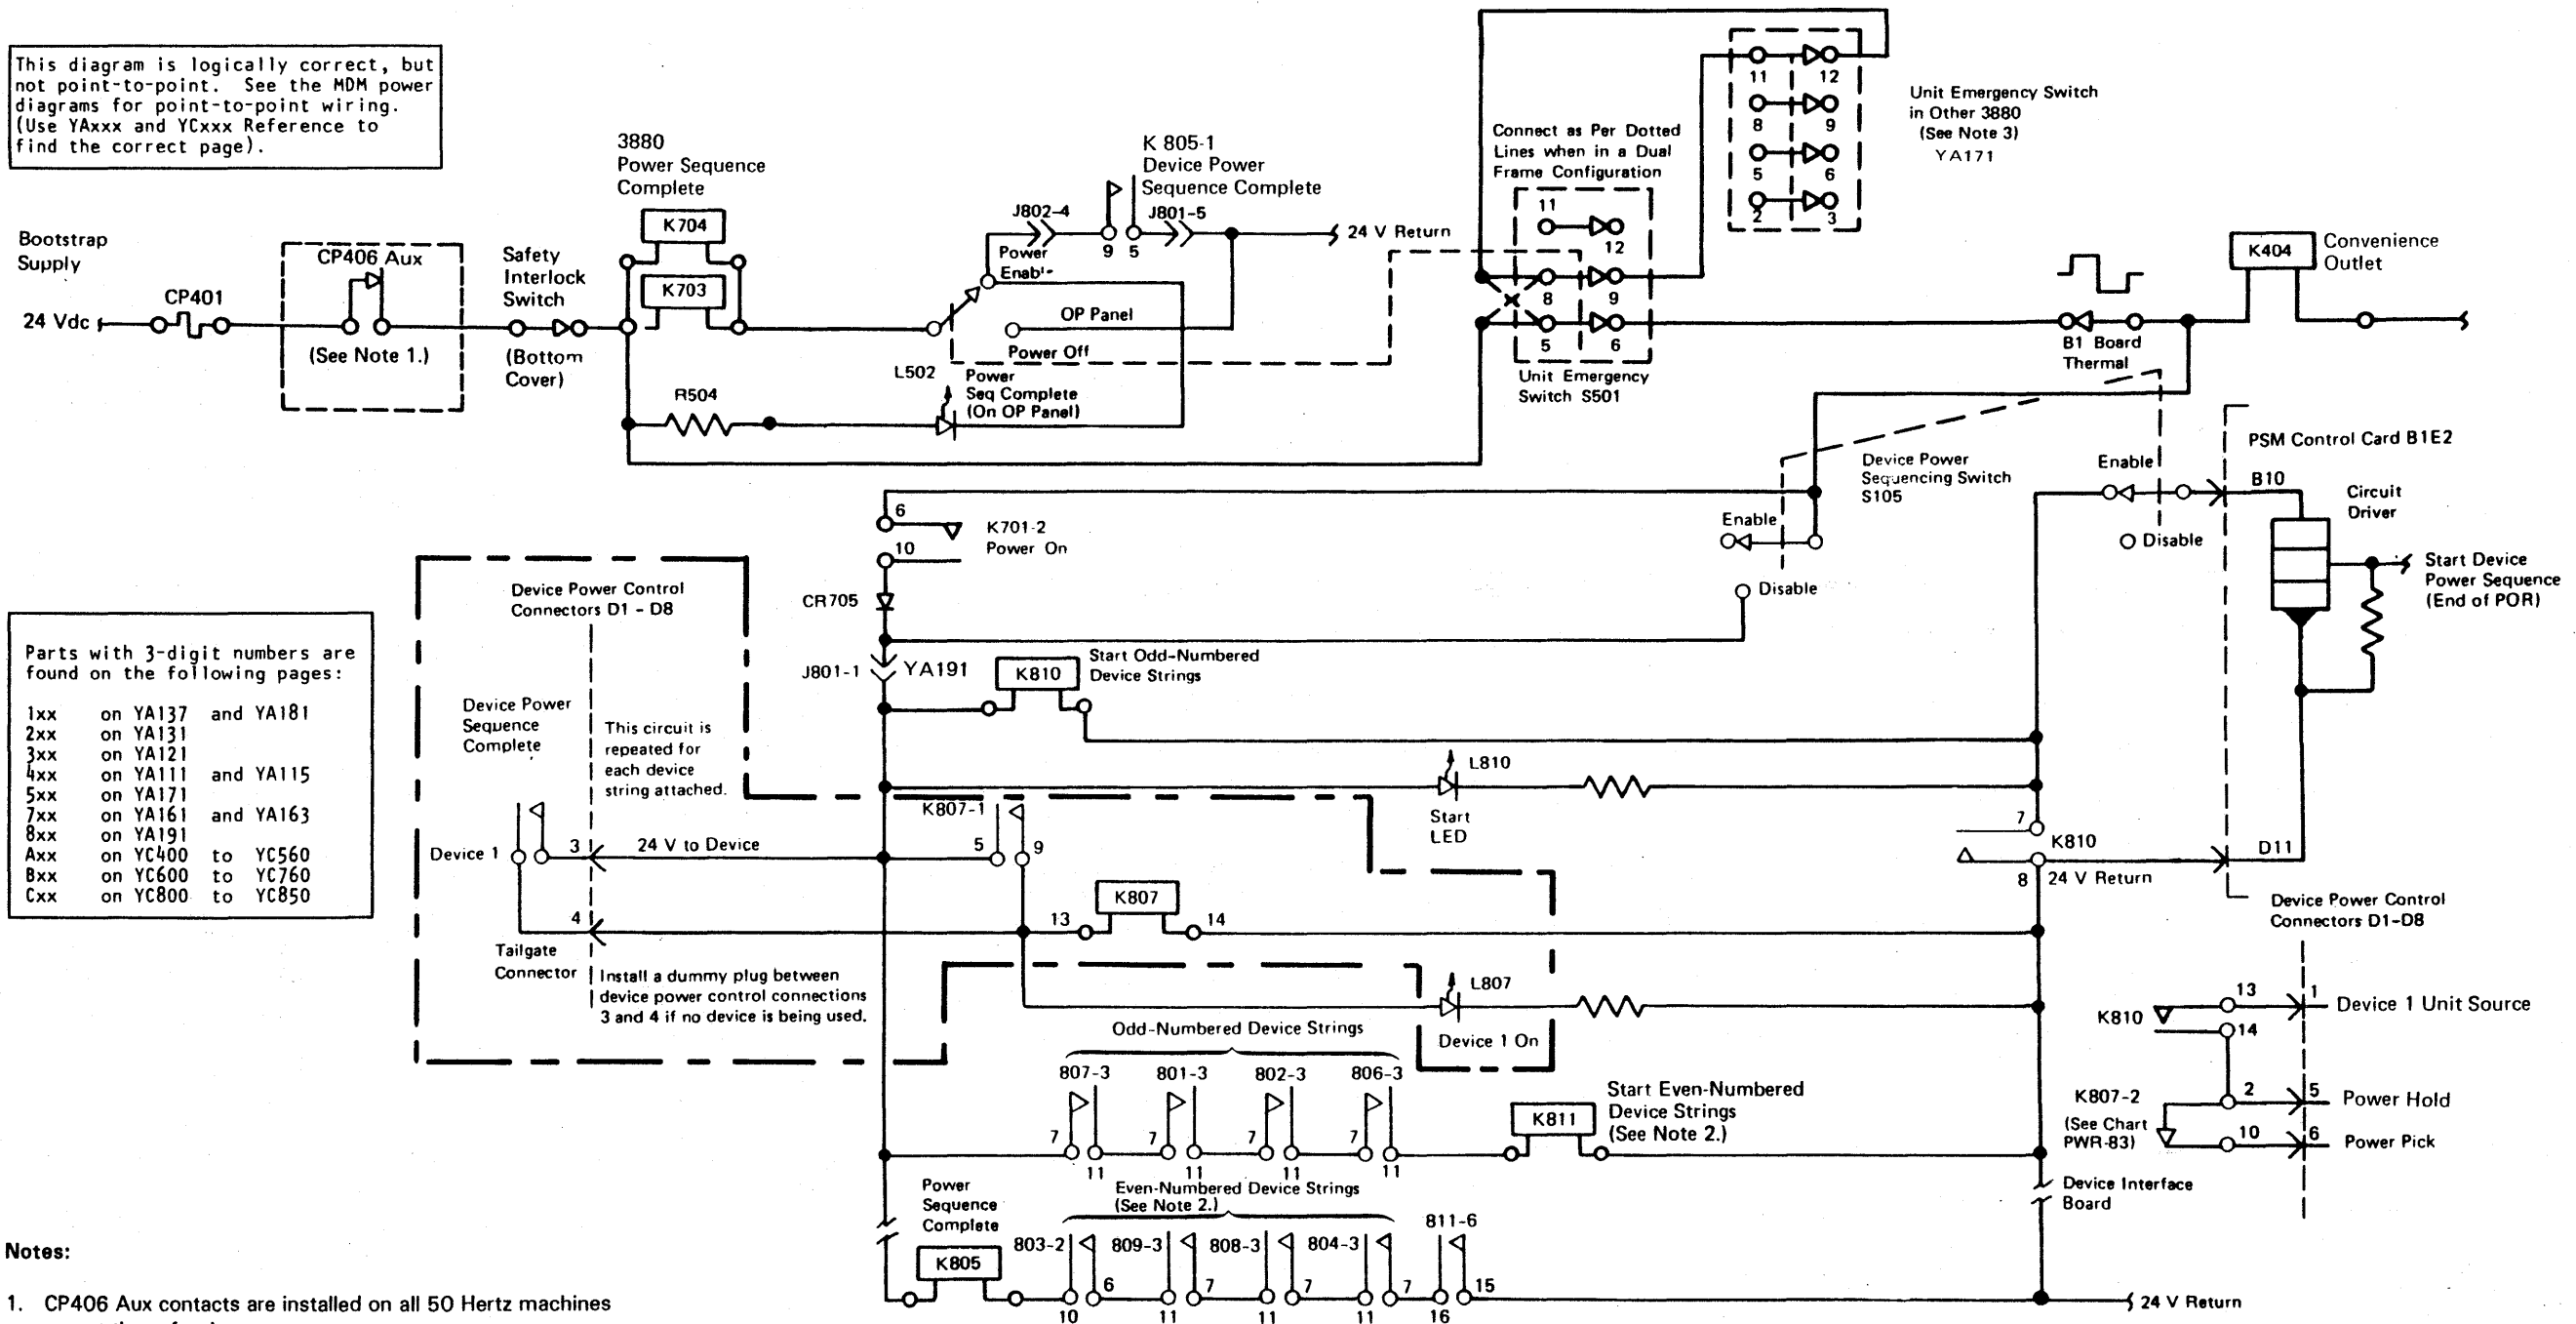 This diagram is logically correct, but
not point-to-point. See the MDM power
diagrams for point-to-point wiring.
(Use YAxxx and YCxxx Reference to
find the correct page).
Bootstrap
Supply
24 Vdc
CP401
CP406 Aux
(See Note 1.)
Safety
Interlock
Switch
(Bottom
Cover)
3880
Power Sequence
Complete
K704
K703
R504
L502
Power
Seq Complete
(On OP Panel)
J802-4
Power
OP Panel
Power Off
K 805-1
Device Power
Sequence Complete
9
5
J801-5
24 V Return
Connect as Per Dotted
Lines when in a Dual
Frame Configuration
11
12
8
9
5
6
Unit Emergency
Switch S501
11
12
8
9
5
6
2
3
Unit Emergency Switch
in Other 3880
(See Note 3)
YA171
B1 Board
Thermal
K404
Convenience
Outlet
Device Power
Sequencing Switch
S105
Enable
Disable
Enable
Disable
PSM Control Card B1E2
B10
Circuit
Driver
Start Device
Power Sequence
(End of POR)
D11
6
K701-2
Power On
10
CR705
J801-1
YA191
K810
Start Odd-Numbered
Device Strings
L810
Start
LED
7
K810
8
24 V Return
Parts with 3-digit numbers are
found on the following pages:
1xx on YA137 and YA181
2xx on YA131
3xx on YA121
4xx on YA111 and YA115
5xx on YA171
7xx on YA161 and YA163
8xx on YA191
Axx on YC400 to YC560
Bxx on YC600 to YC760
Cxx on YC800 to YC850
Device Power Control
Connectors D1 - D8
Device Power
Sequence
Complete
This circuit is
repeated for
each device
string attached.
Device 1
3
24 V to Device
K807-1
5
9
4
13
K807
14
Tailgate
Connector
Install a dummy plug between
device power control connections
3 and 4 if no device is being used.
L807
Device 1 On
Device Power Control
Connectors D1-D8
K810
13
1
Device 1 Unit Source
14
K807-2
(See Chart
PWR-83)
2
5
Power Hold
10
6
Power Pick
Odd-Numbered Device Strings
807-3
801-3
802-3
806-3
7
11
7
11
7
11
7
11
K811
Start Even-Numbered
Device Strings
(See Note 2.)
Device Interface
Board
Even-Numbered Device Strings
(See Note 2.)
Power
Sequence
Complete
K805
803-2
809-3
808-3
804-3
811-6
10
6
11
7
11
7
11
7
16
15
24 V Return
Notes:
1. CP406 Aux contacts are installed on all 50 Hertz machines